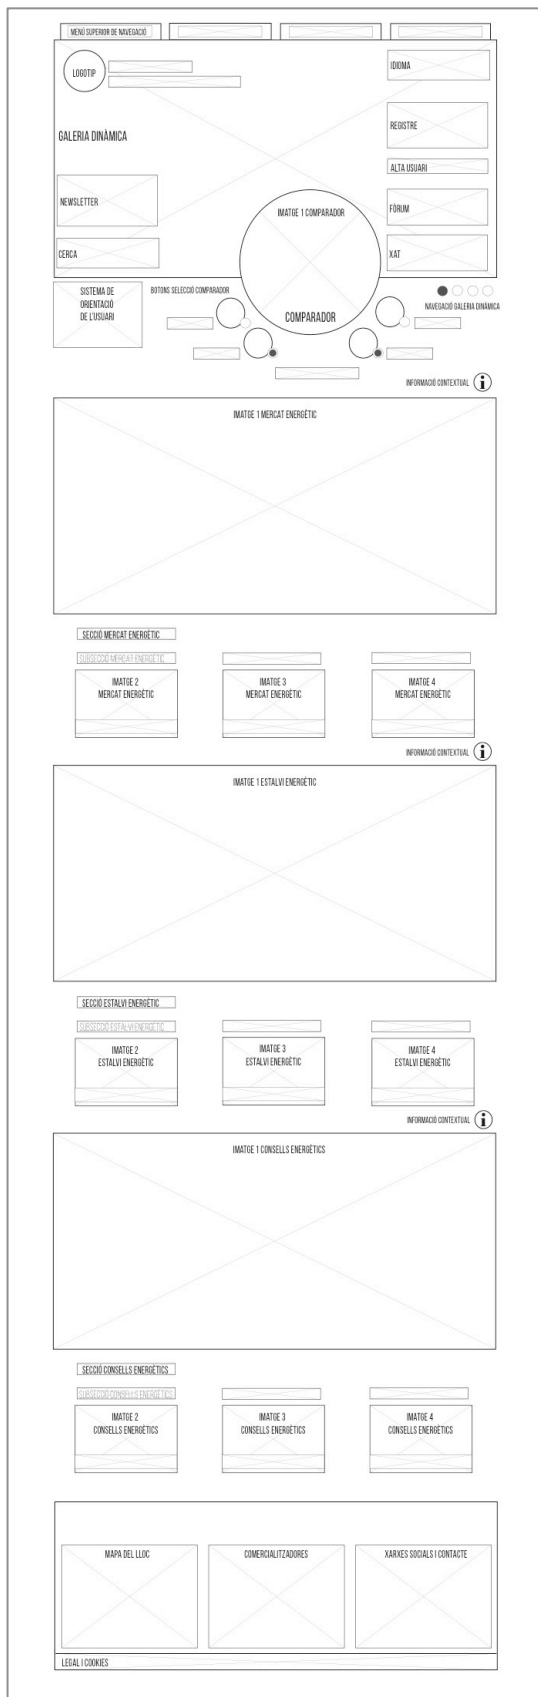 MENÚ SUPERIOR DE NAVEGACIÓ
LOGOTIP
IDIOMA
REGISTRE
GALERIA DINÀMICA
ALTA USUARI
NEWSLETTER
FÒRUM
IMATGE 1 COMPARADOR
CERCA
XAT
SISTEMA DE
ORIENTACIÓ
DE L'USUARI
BOTONS SELECCIÓ COMPARADOR
COMPARADOR
NAVEGACIÓ GALERIA DINÀMICA
INFORMACIÓ CONTEXTUAL i
IMATGE 1 MERCAT ENERGÈTIC
SECCIÓ MERCAT ENERGÈTIC
SUBSECCIÓ MERCAT ENERGÈTIC
IMATGE 2
MERCAT ENERGÈTIC
IMATGE 3
MERCAT ENERGÈTIC
IMATGE 4
MERCAT ENERGÈTIC
INFORMACIÓ CONTEXTUAL i
IMATGE 1 ESTALVI ENERGÈTIC
SECCIÓ ESTALVI ENERGÈTIC
SUBSECCIÓ ESTALVI ENERGÈTIC
IMATGE 2
ESTALVI ENERGÈTIC
IMATGE 3
ESTALVI ENERGÈTIC
IMATGE 4
ESTALVI ENERGÈTIC
INFORMACIÓ CONTEXTUAL i
IMATGE 1 CONSELLS ENERGÈTICS
SECCIÓ CONSELLS ENERGÈTICS
SUBSECCIÓ CONSELLS ENERGÈTICS
IMATGE 2
CONSELLS ENERGÈTICS
IMATGE 3
CONSELLS ENERGÈTICS
IMATGE 4
CONSELLS ENERGÈTICS
MAPA DEL LLOC
COMERCIALITZADORES
XARXES SOCIALS I CONTACTE
LEGAL I COOKIES